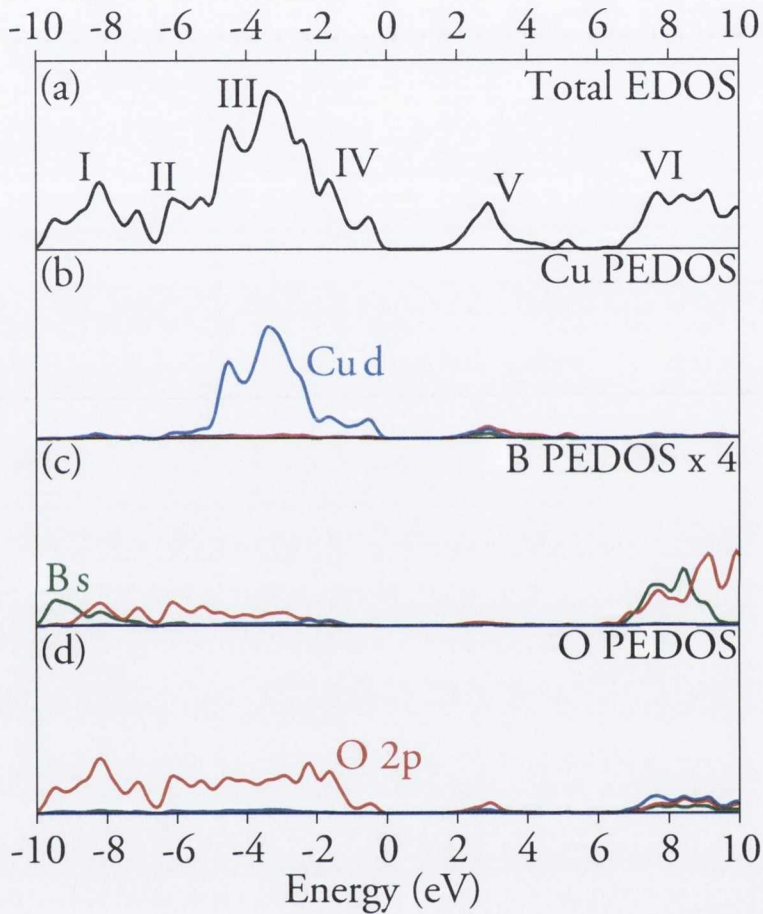 -10 -8 -6 -4 -2 0 2 4 6 8 10
(a) Total EDOS
I II III IV V VI
(b) Cu PEDOS
Cu d
(c) B PEDOS x 4
B s
(d) O PEDOS
O 2p
-10 -8 -6 -4 -2 0 2 4 6 8 10
Energy (eV)